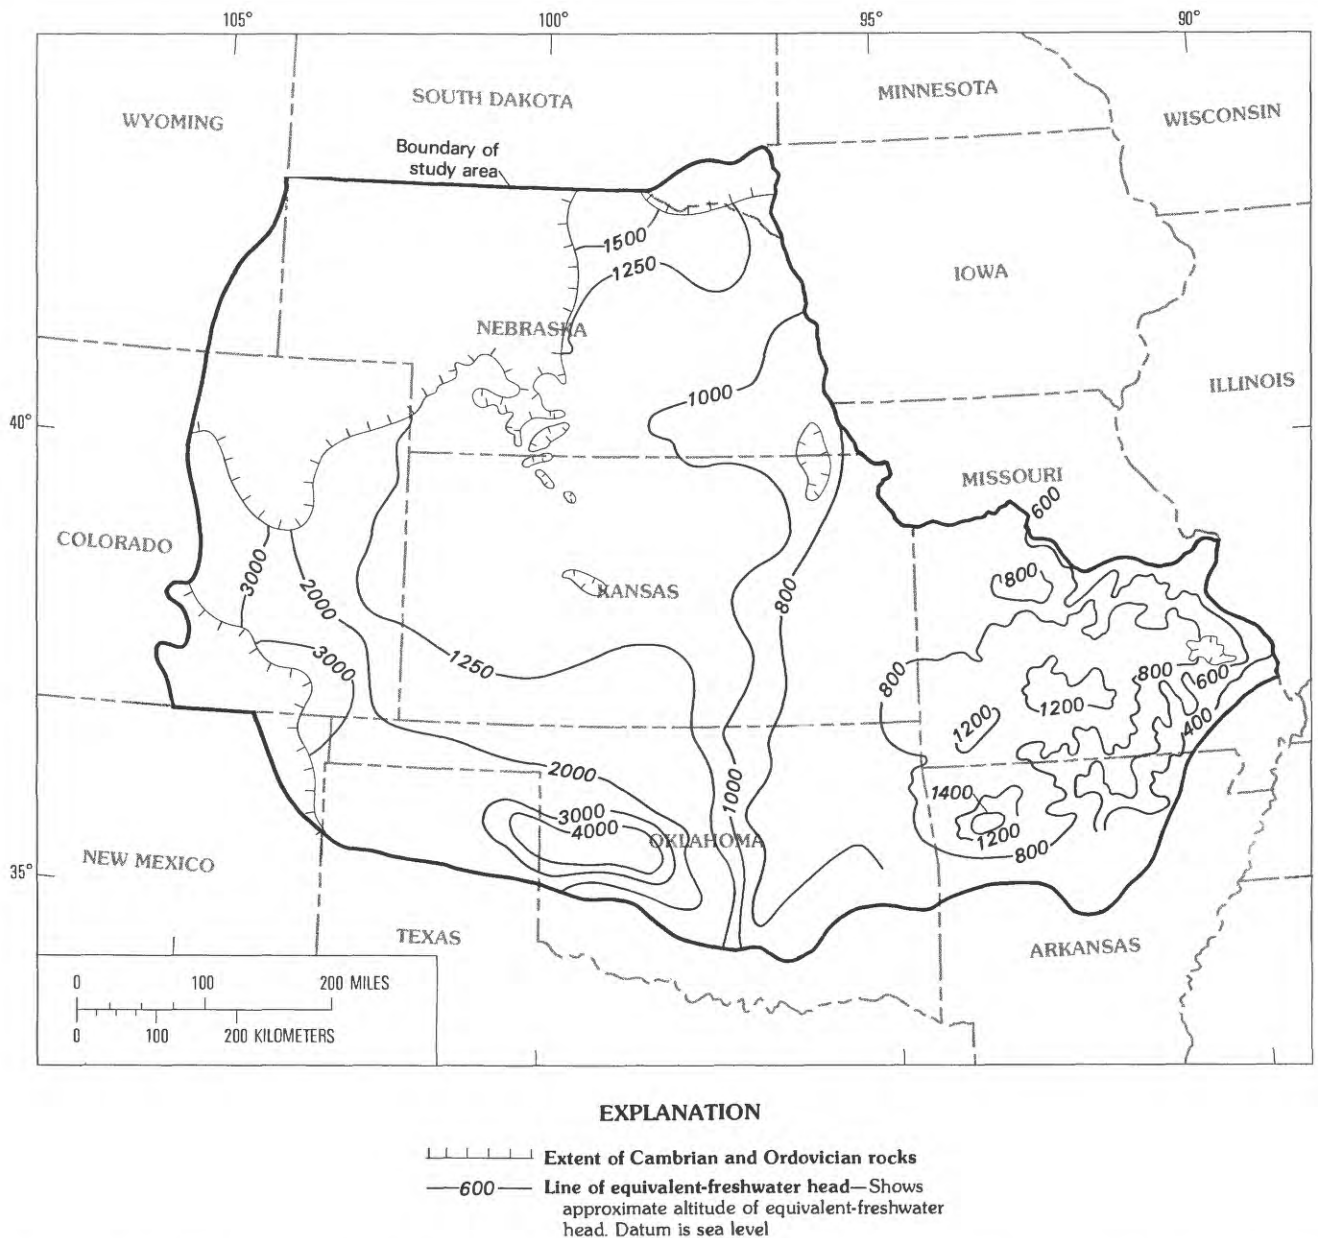 105°
100°
95°
90°
SOUTH DAKOTA
MINNESOTA
WYOMING
WISCONSIN
Boundary of
study area
1500
1250
IOWA
NEBRASKA
1000
ILLINOIS
40°
MISSOURI
600
COLORADO
3000
2000
KANSAS
800
800
3000
1250
800
800
600
1200
1200
400
2000
1000
3000
4000
OKLAHOMA
1400
1200
800
NEW MEXICO
35°
TEXAS
ARKANSAS
0 100 200 MILES
0 100 200 KILOMETERS
EXPLANATION
Extent of Cambrian and Ordovician rocks
600 Line of equivalent-freshwater head—Shows
approximate altitude of equivalent-freshwater
head. Datum is sea level